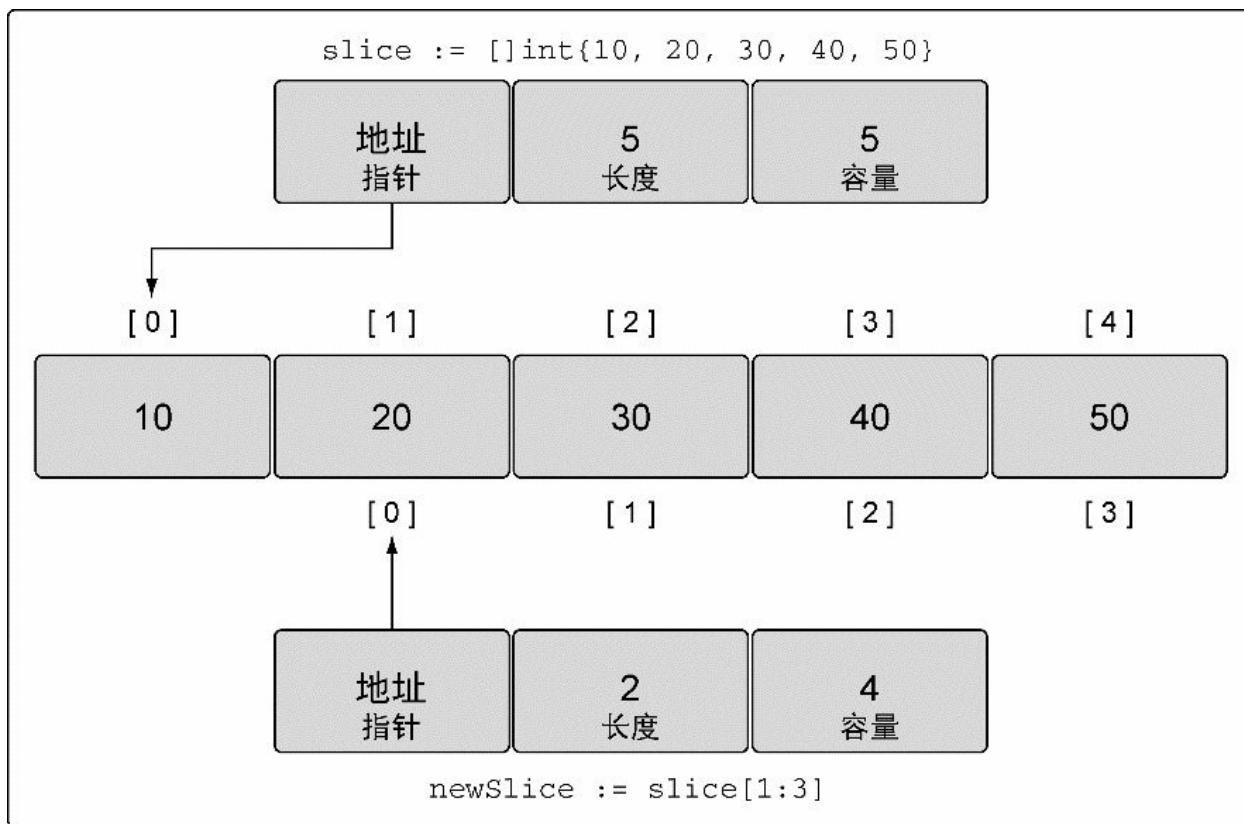 slice := []int{10, 20, 30, 40, 50}
地址 5 5
指针 长度 容量
[0] [1] [2] [3] [4]
10 20 30 40 50
[0] [1] [2] [3]
地址 2 4
指针 长度 容量
newSlice := slice[1:3]